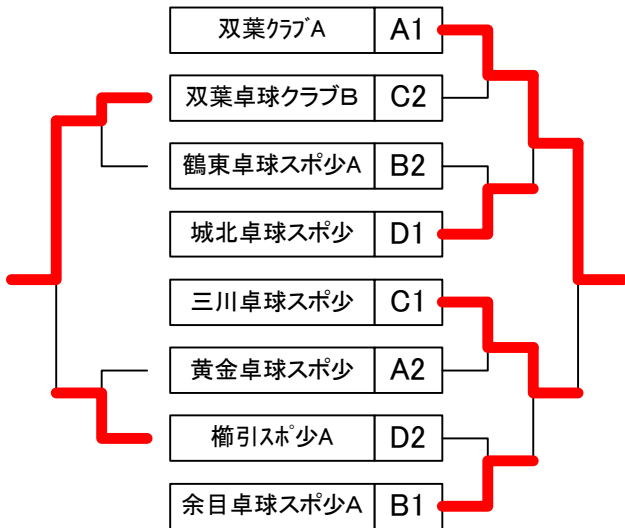 双葉ｸﾗﾌﾞA A1
双葉卓球クラブB C2
鶴東卓球スポ少A B2
城北卓球スポ少 D1
三川卓球スポ少 C1
黄金卓球スポ少 A2
櫛引ｽﾎﾟ少A D2
余目卓球スポ少A B1